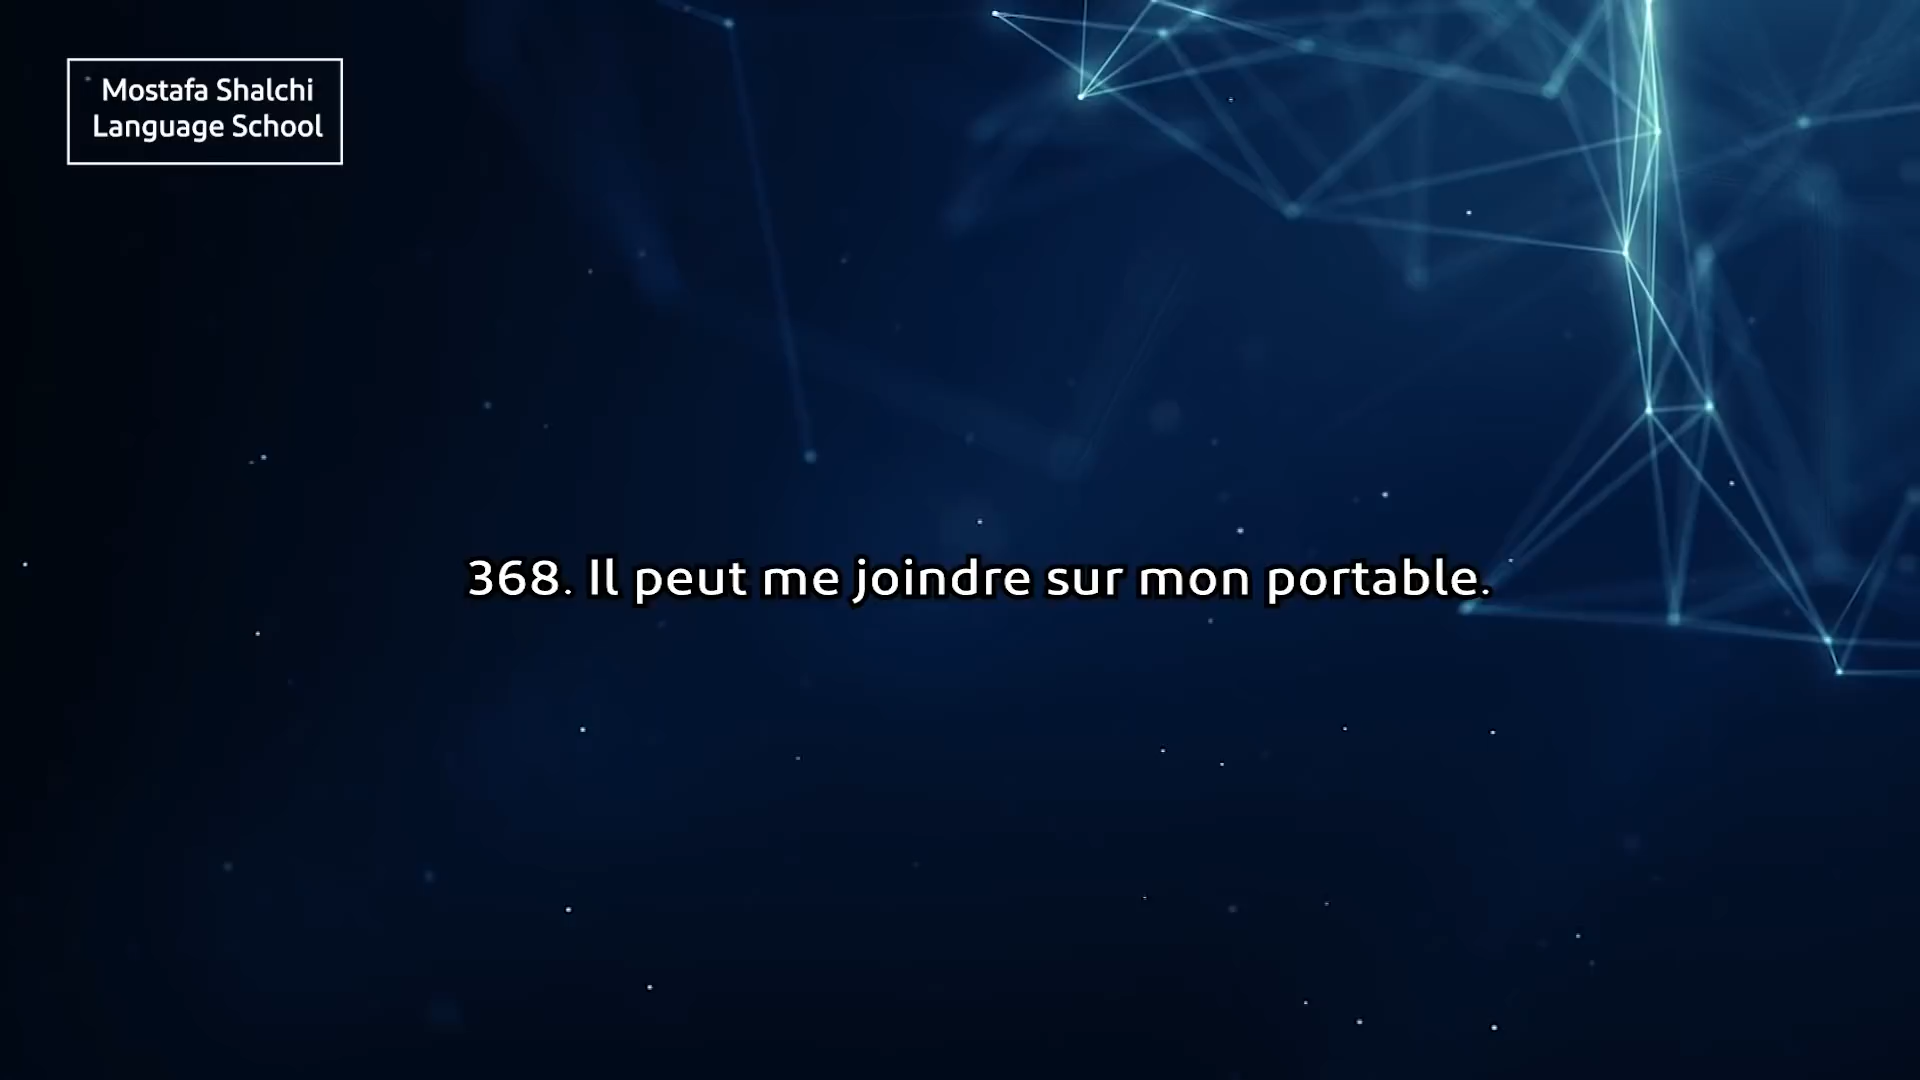 Mostafa Shalchi
Language School
368. Il peut me joindre sur mon portable.